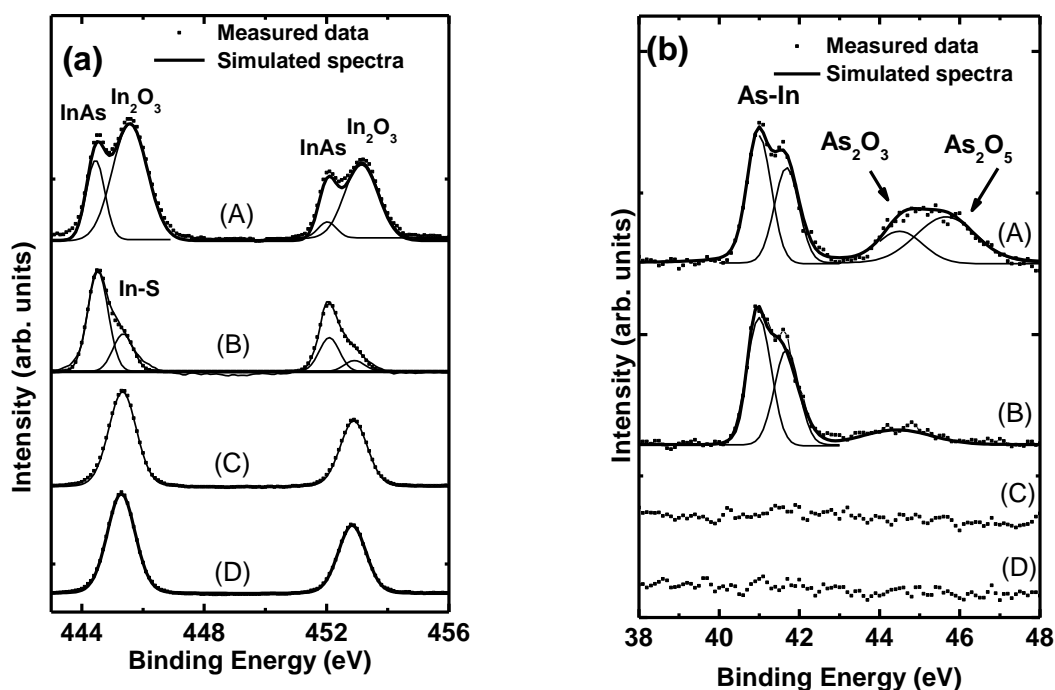 (a)
Measured data
Simulated spectra
InAs
In₂O₃
InAs
In₂O₃
(A)
In-S
(B)
(C)
(D)
Intensity (arb. units)
444 448 452 456
Binding Energy (eV)
(b)
Measured data
Simulated spectra
As-In
As₂O₃
As₂O₅
(A)
(B)
(C)
(D)
Intensity (arb. units)
38 40 42 44 46 48
Binding Energy (eV)